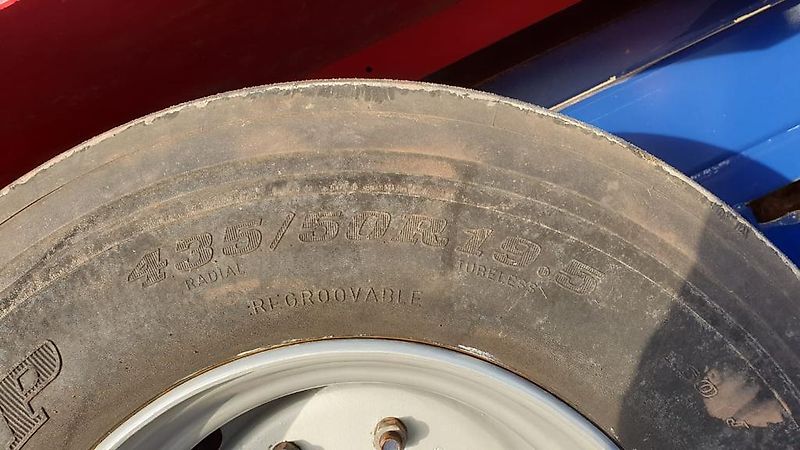 435/50R19.5
RADIAL TUBELESS
REGROOVABLE
P